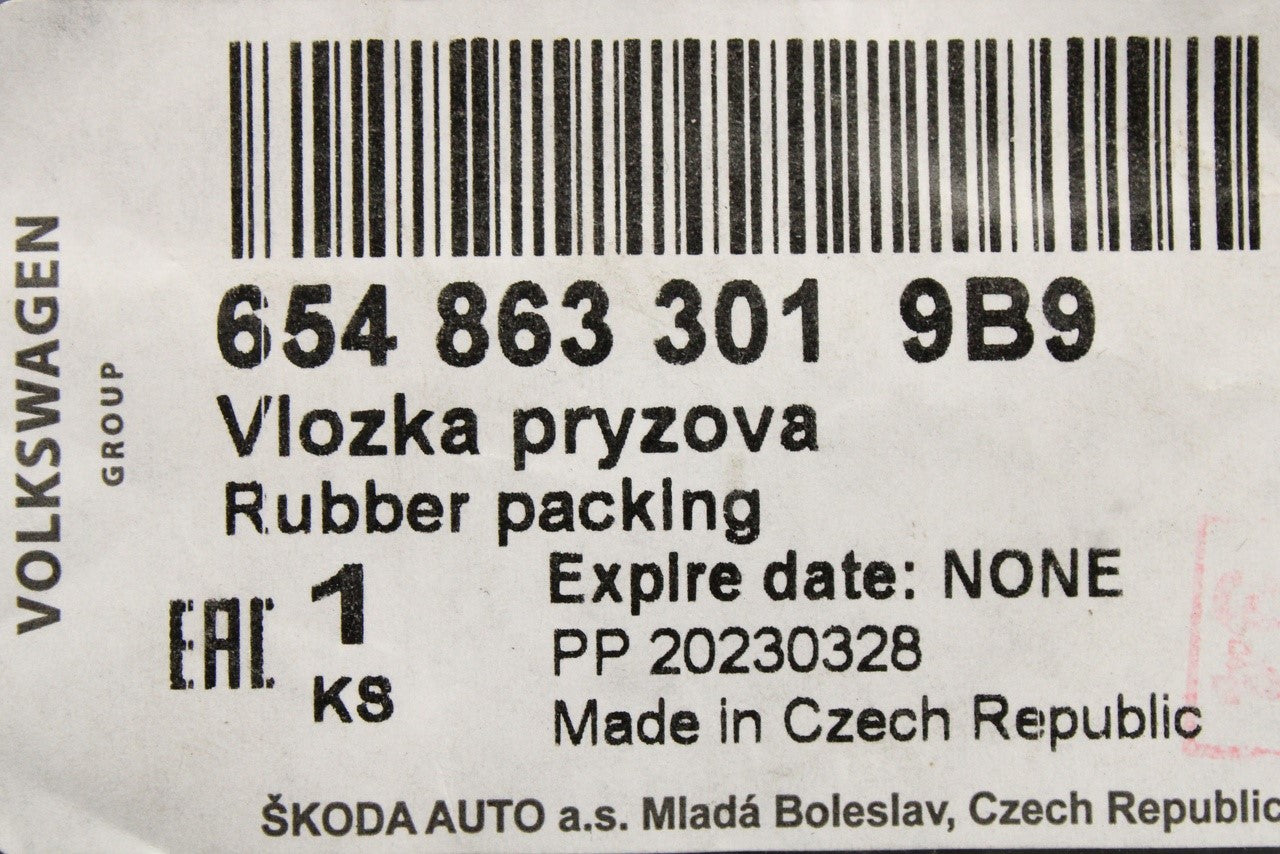 VOLKSWAGEN
GROUP
654 863 301 9B9
Vlozka pryzova
Rubber packing
EAC
1
KS
Expire date: NONE
PP 20230328
Made in Czech Republic
ŠKODA AUTO a.s. Mladá Boleslav, Czech Republic